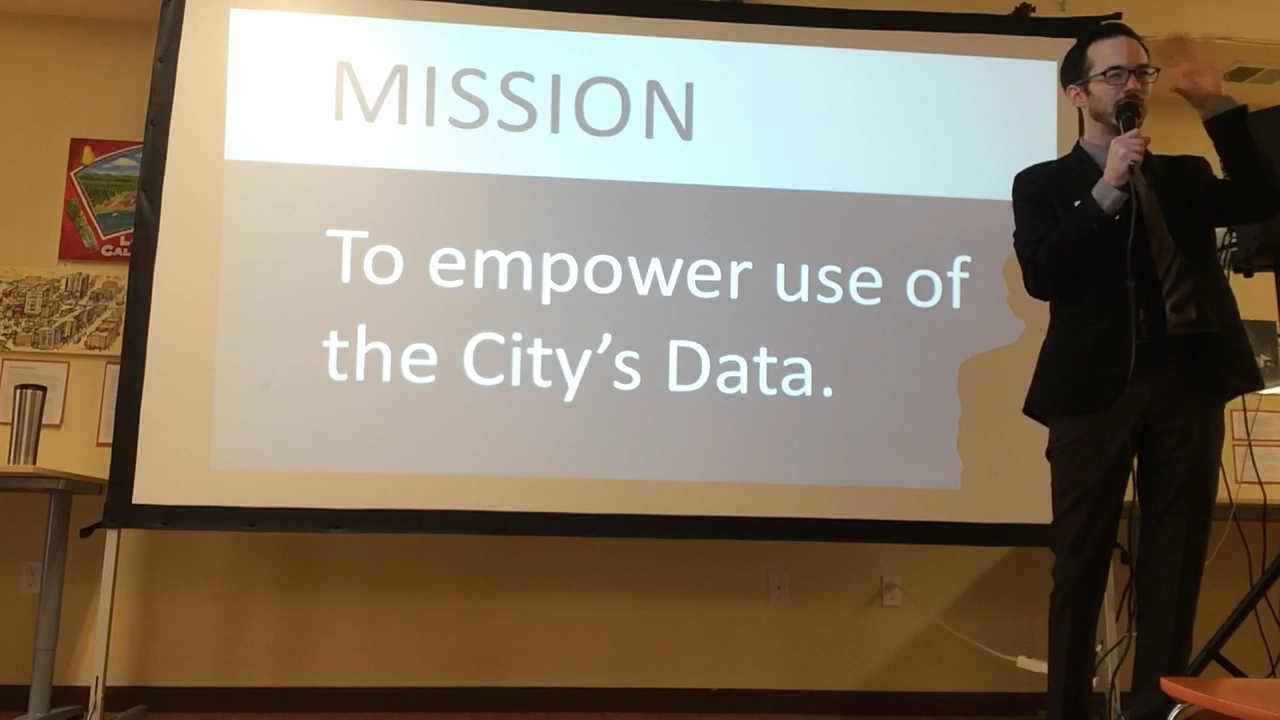 MISSION
To empower use of
the City's Data.